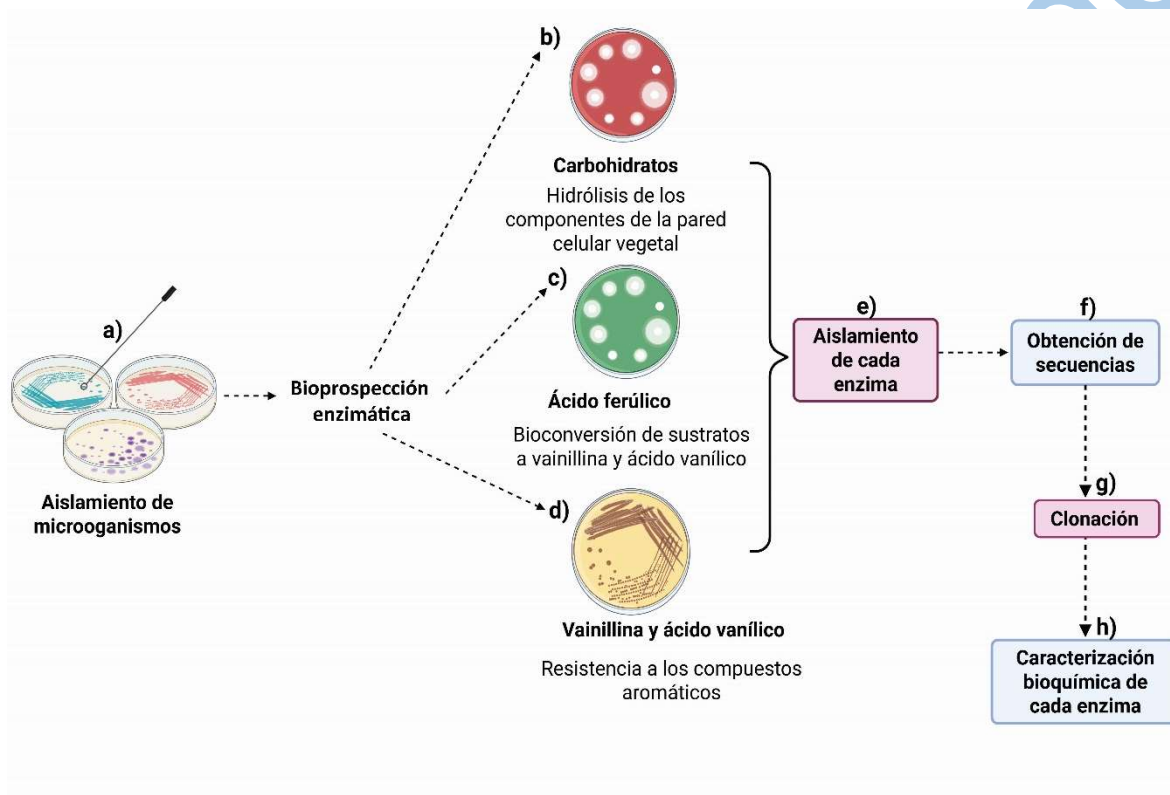 a)
Aislamiento de
microoganismos
Bioprospección
enzimática
b)
Carbohidratos
Hidrólisis de los
componentes de la pared
celular vegetal
c)
Ácido ferúlico
Bioconversión de sustratos
a vainillina y ácido vanílico
d)
Vainillina y ácido vanílico
Resistencia a los compuestos
aromáticos
e)
Aislamiento
de cada
enzima
f)
Obtención de
secuencias
g)
Clonación
h)
Caracterización
bioquímica de
cada enzima